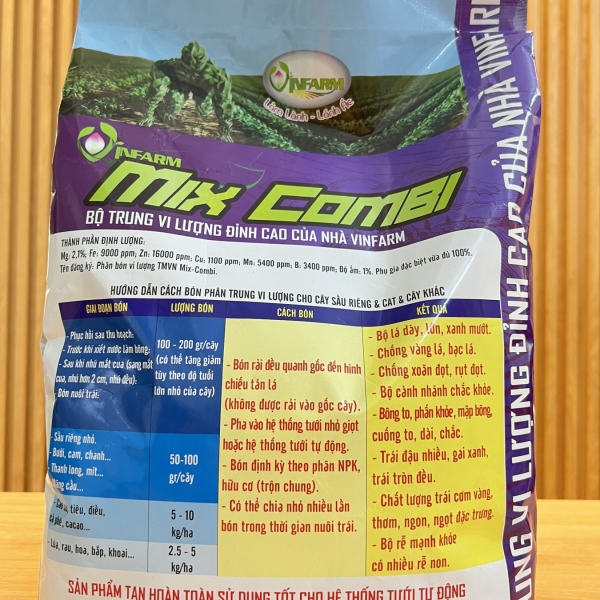 VINFARM
Làm Lành - Lánh Ác
VINFARM
MIX COMBI
BỘ TRUNG VI LƯỢNG ĐỈNH CAO CỦA NHÀ VINFARM
THÀNH PHẦN ĐỊNH LƯỢNG:
Mg: 2,1%; Fe: 9000 ppm; Zn: 16000 ppm; Cu: 1100 ppm; Mn: 5400 ppm; B: 3400 ppm; Độ ẩm: 1%. Phụ gia đặc biệt vừa đủ 100%.
Tên đăng ký: Phân bón vi lượng TMVN Mix-Combi.
HƯỚNG DẪN CÁCH BÓN PHÂN TRUNG VI LƯỢNG CHO CÂY SẦU RIÊNG & CAT & CÂY KHÁC
GIAI ĐOẠN BÓN
- Phục hồi sau thu hoạch;
- Trước khi xiết nước làm bông;
- Sau khi nhú mắt cua (sang mắt
cua, nhú hơn 2 cm, nhú đều);
- Bón nuôi trái.
- Sầu riêng nhỏ.
- Bưởi, cam, chanh...
- Thanh long, mít...
LƯỢNG BÓN
100 - 200 gr/cây
(có thể tăng giảm
tùy theo độ tuổi
lớn nhỏ của cây)
50-100
gr/cây
tiêu, điều,
cacao...
5 - 10
kg/ha
- Lúa, rau, hoa, bắp, khoai...
2.5 - 5
kg/ha
CÁCH BÓN
- Bón rải đều quanh gốc đến hình
chiếu tán lá
(không được rải vào gốc cây).
- Pha vào hệ thống tưới nhỏ giọt
hoặc hệ thống tưới tự động.
- Bón định kỳ theo phân NPK,
hữu cơ (trộn chung).
- Có thể chia nhỏ nhiều lần
bón trong thời gian nuôi trái.
KẾT QUẢ
- Bộ lá dày, lớn, xanh mướt.
- Chống vàng lá, bạc lá.
- Chống xoăn đọt, rụt đọt.
- Bộ cành nhánh chắc khỏe.
- Bông to, phấn khỏe, mập bông,
cuống to, dài, chắc.
- Trái đậu nhiều, gai xanh,
trái tròn đều.
- Chất lượng trái cơm vàng,
thơm, ngon, ngọt đặc trưng.
- Bộ rễ mạnh khỏe
có nhiều rễ non.
SẢN PHẨM TAN HOÀN TOÀN SỬ DỤNG TỐT CHO HỆ THỐNG TƯỚI TỰ ĐỘNG
VI LƯỢNG ĐỈNH CAO CỦA NHÀ